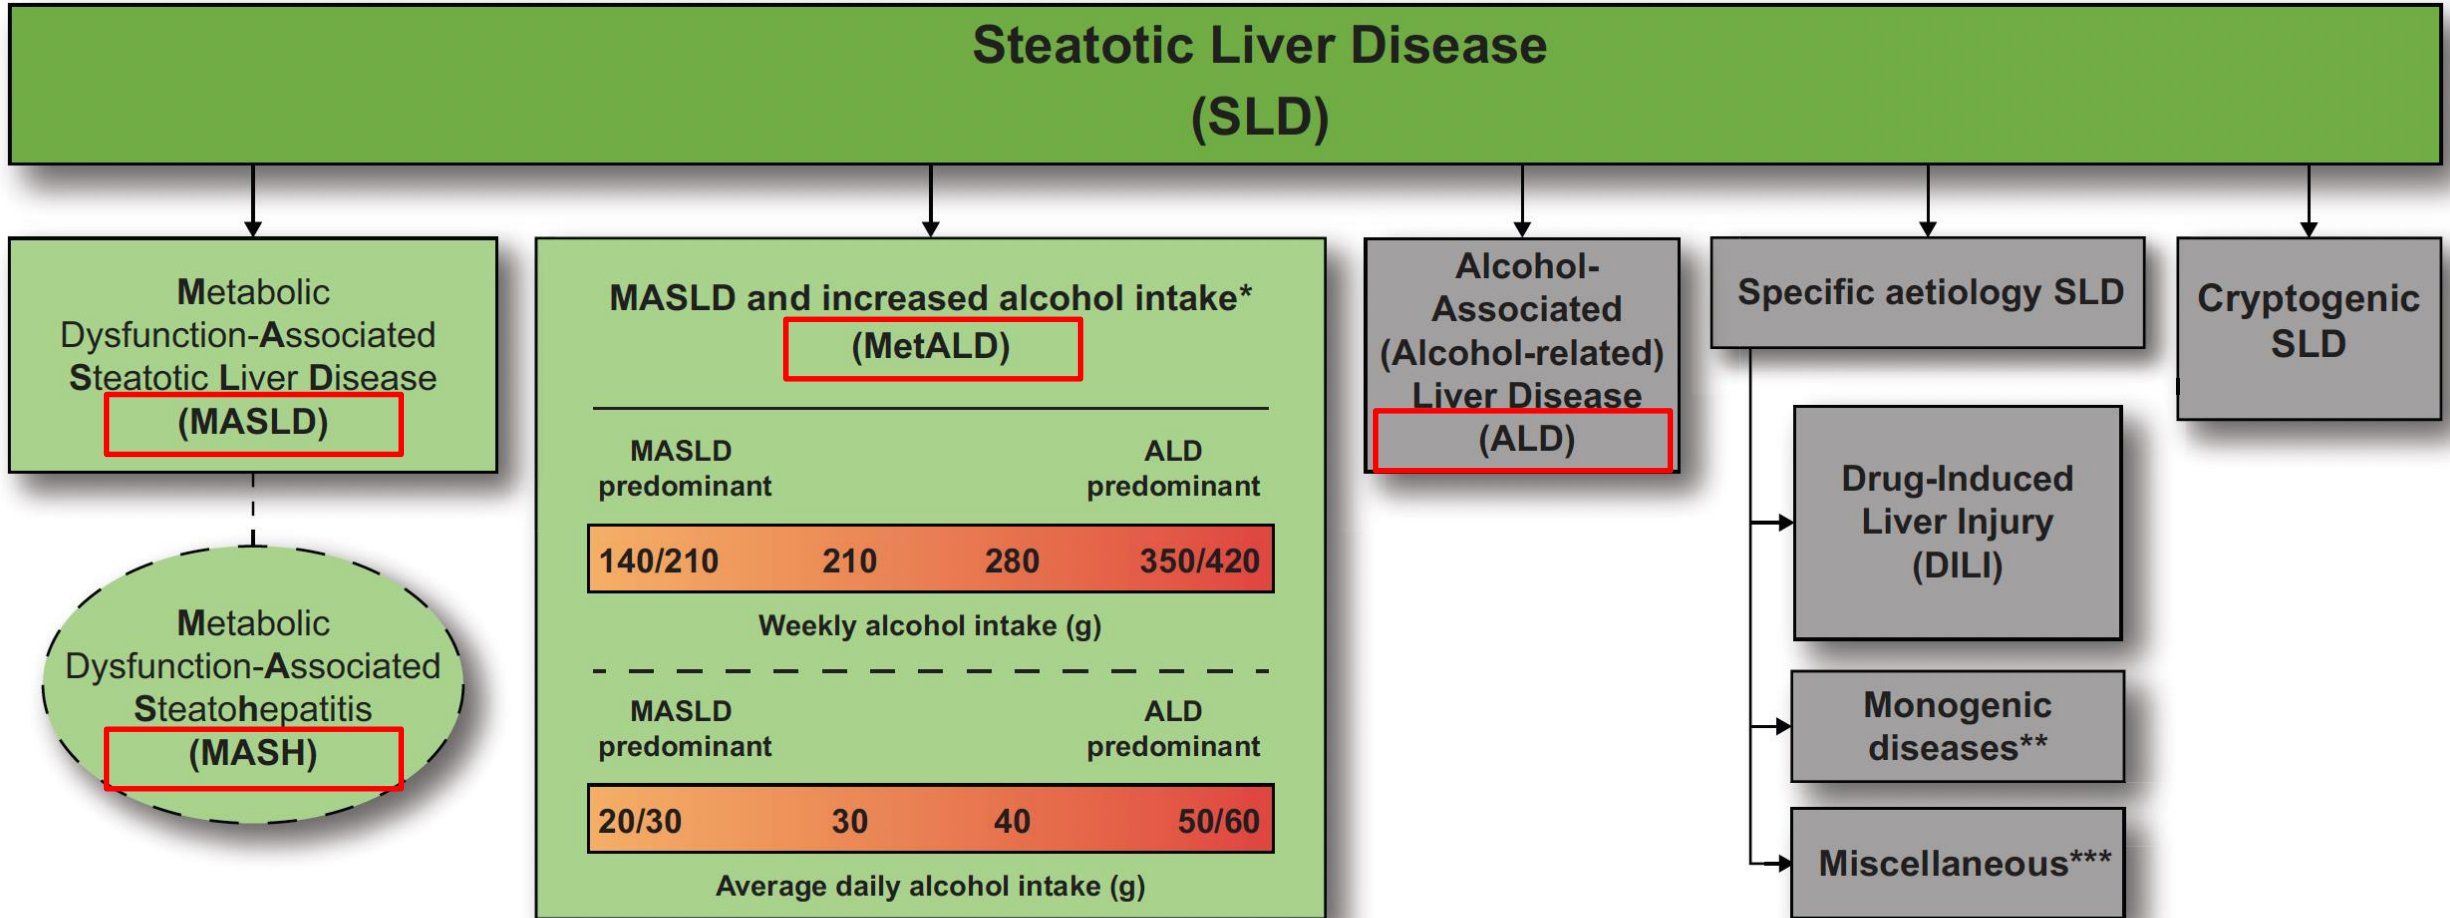 Steatotic Liver Disease
(SLD)
Metabolic
Dysfunction-Associated
Steatotic Liver Disease
(MASLD)
Metabolic
Dysfunction-Associated
Steatohepatitis
(MASH)
MASLD and increased alcohol intake*
(MetALD)
MASLD
predominant
ALD
predominant
140/210 210 280 350/420
Weekly alcohol intake (g)
MASLD
predominant
ALD
predominant
20/30 30 40 50/60
Average daily alcohol intake (g)
Alcohol-
Associated
(Alcohol-related)
Liver Disease
(ALD)
Specific aetiology SLD
Drug-Induced
Liver Injury
(DILI)
Monogenic
diseases**
Miscellaneous***
Cryptogenic
SLD